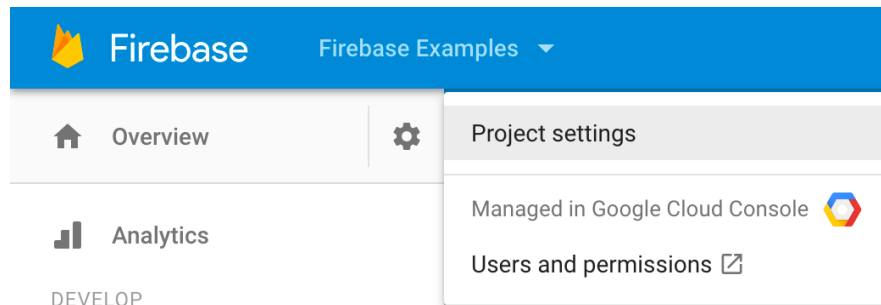 Firebase
Firebase Examples
Overview
Project settings
Managed in Google Cloud Console
Analytics
Users and permissions
DEVELOP